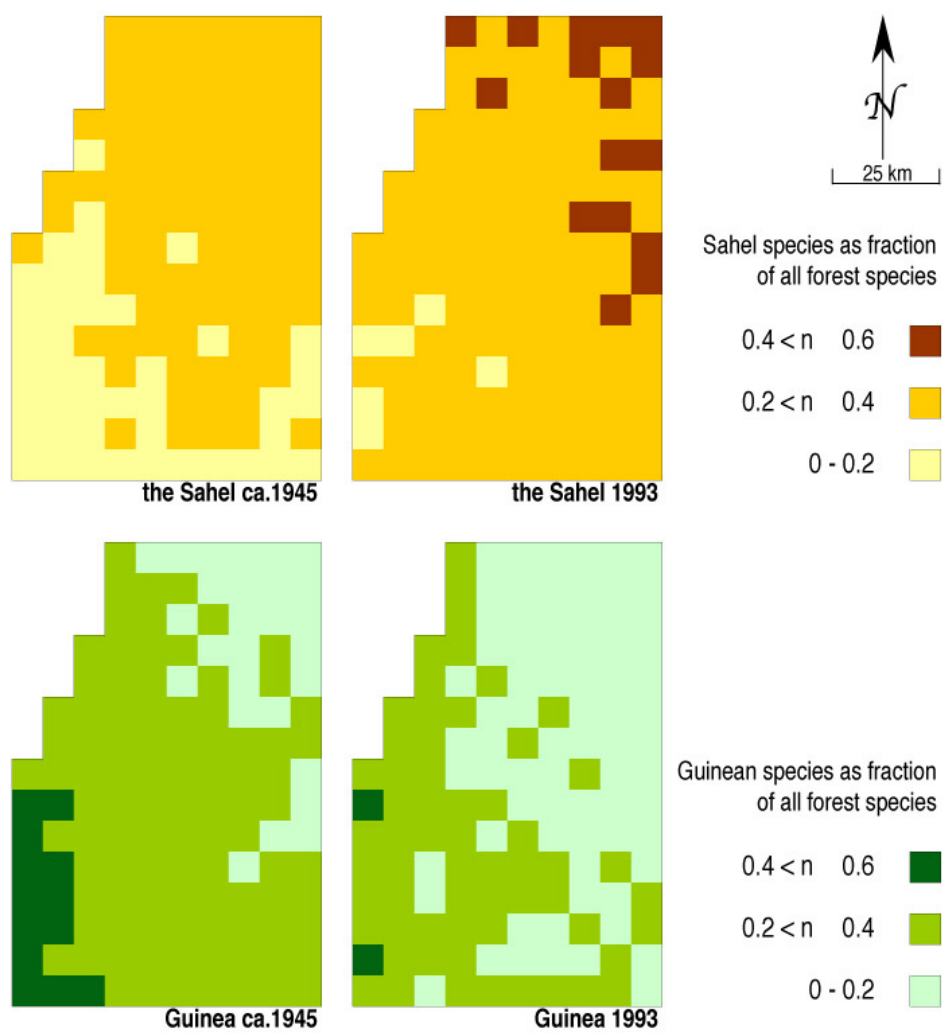 N
25 km
Sahel species as fraction
of all forest species
0.4 < n 0.6
0.2 < n 0.4
0 - 0.2
the Sahel ca.1945
the Sahel 1993
Guinean species as fraction
of all forest species
0.4 < n 0.6
0.2 < n 0.4
0 - 0.2
Guinea ca.1945
Guinea 1993